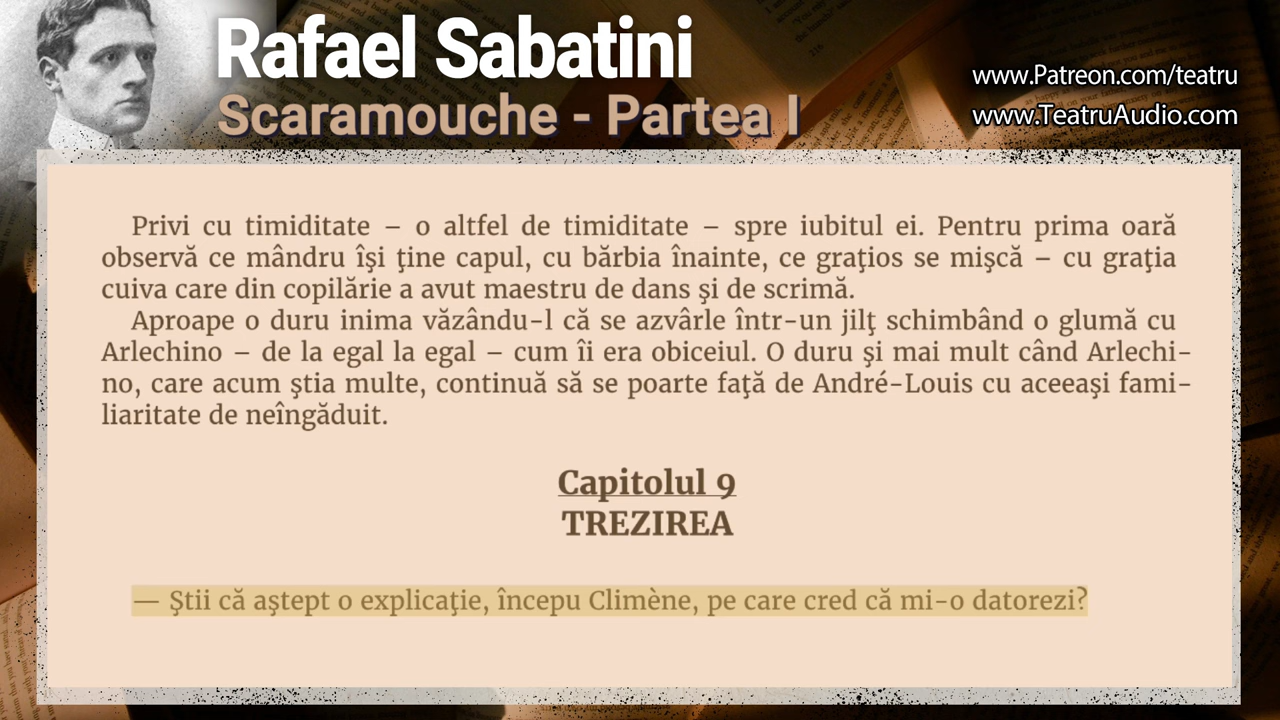 Rafael Sabatini
Scaramouche - Partea I
www.Patreon.com/teatru
www.TeatruAudio.com
Privi cu timiditate – o altfel de timiditate – spre iubitul ei. Pentru prima oară
observă ce mândru îşi ţine capul, cu bărbia înainte, ce graţios se mişcă – cu graţia
cuiva care din copilărie a avut maestru de dans şi de scrimă.
Aproape o duru inima văzându-l că se azvârle într-un jilţ schimbând o glumă cu
Arlechino – de la egal la egal – cum îi era obiceiul. O duru şi mai mult când Arlechi-
no, care acum ştia multe, continuă să se poarte faţă de André-Louis cu aceeaşi fami-
liaritate de neîngăduit.
Capitolul 9
TREZIREA
— Ştii că aştept o explicaţie, începu Climène, pe care cred că mi-o datorezi?